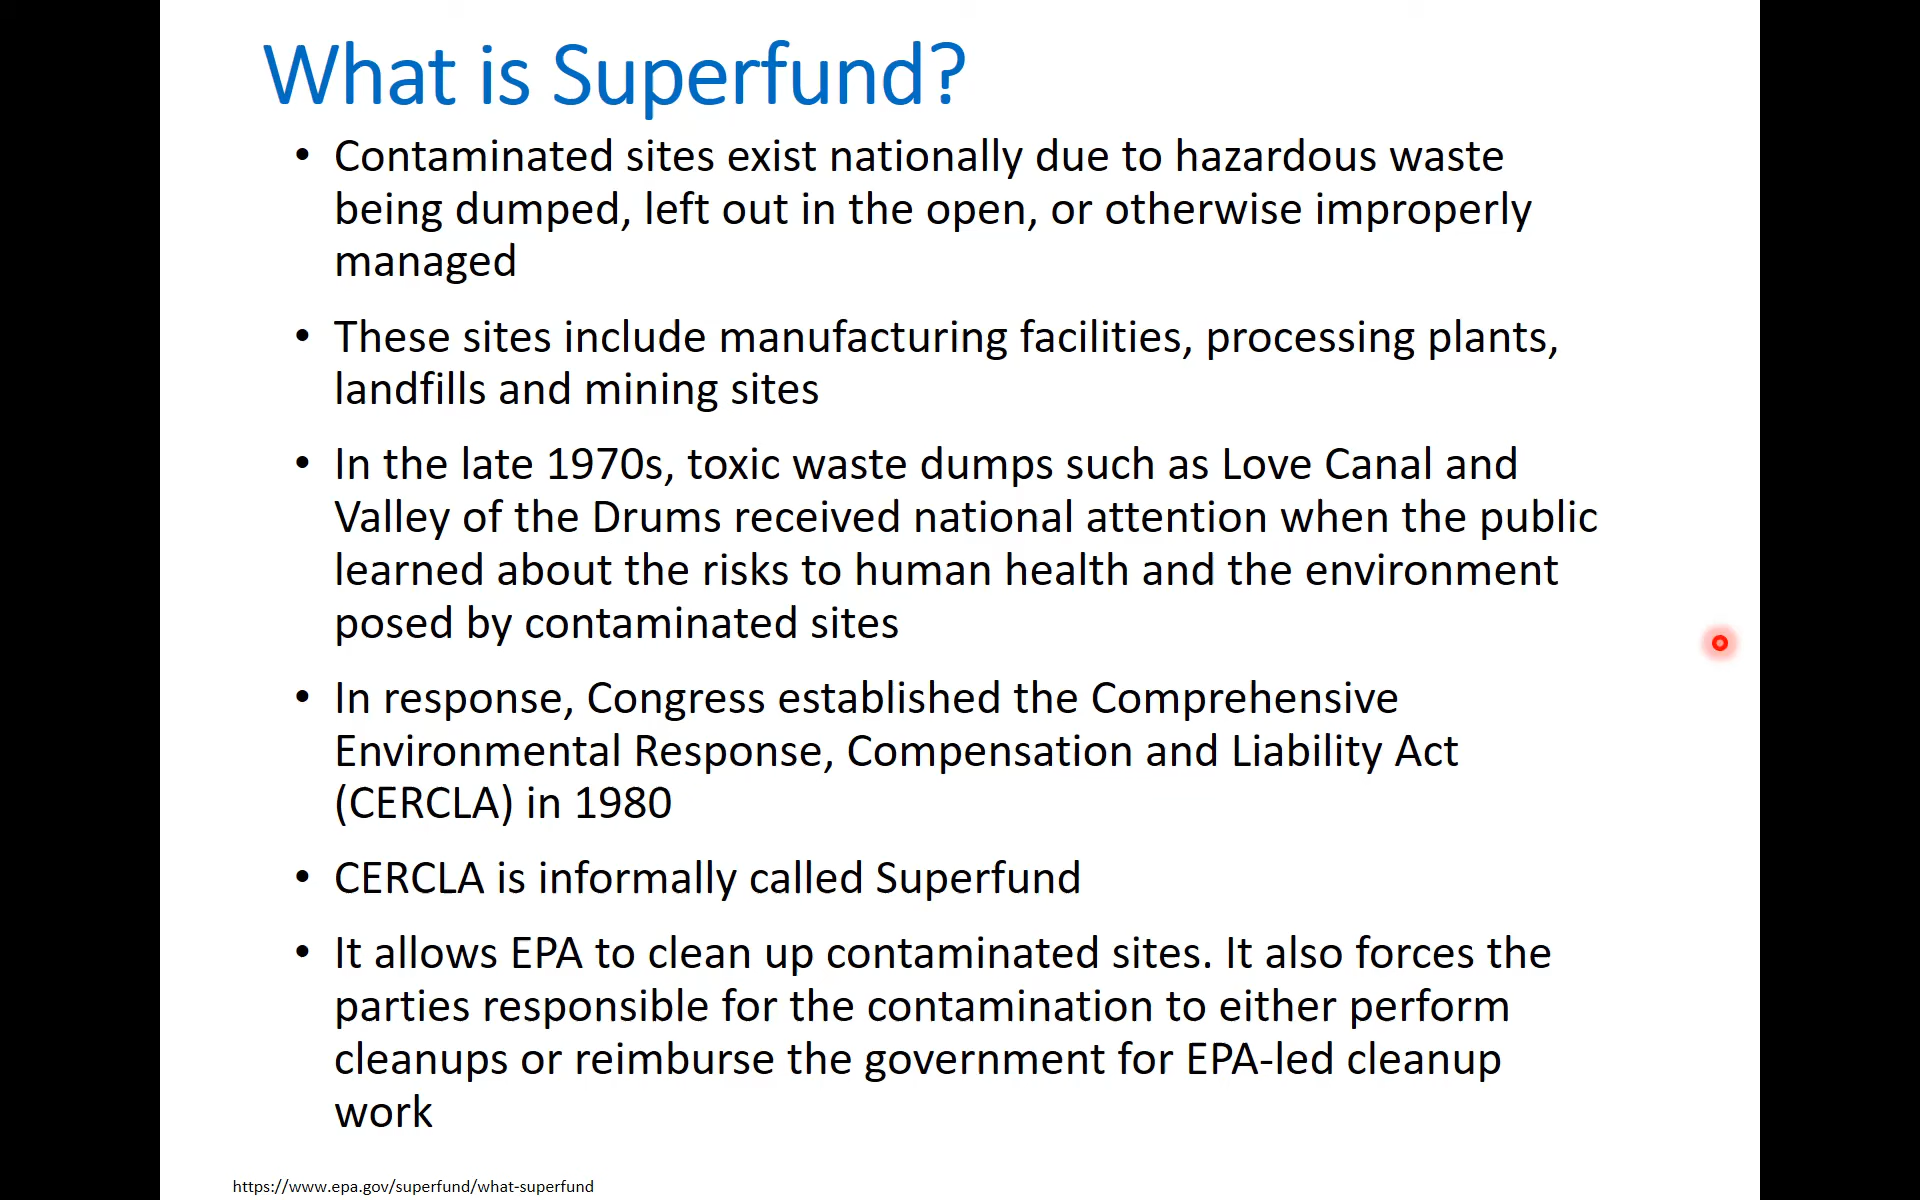 What is Superfund?
• Contaminated sites exist nationally due to hazardous waste
being dumped, left out in the open, or otherwise improperly
managed
• These sites include manufacturing facilities, processing plants,
landfills and mining sites
• In the late 1970s, toxic waste dumps such as Love Canal and
Valley of the Drums received national attention when the public
learned about the risks to human health and the environment
posed by contaminated sites
• In response, Congress established the Comprehensive
Environmental Response, Compensation and Liability Act
(CERCLA) in 1980
• CERCLA is informally called Superfund
• It allows EPA to clean up contaminated sites. It also forces the
parties responsible for the contamination to either perform
cleanups or reimburse the government for EPA-led cleanup
work
https://www.epa.gov/superfund/what-superfund